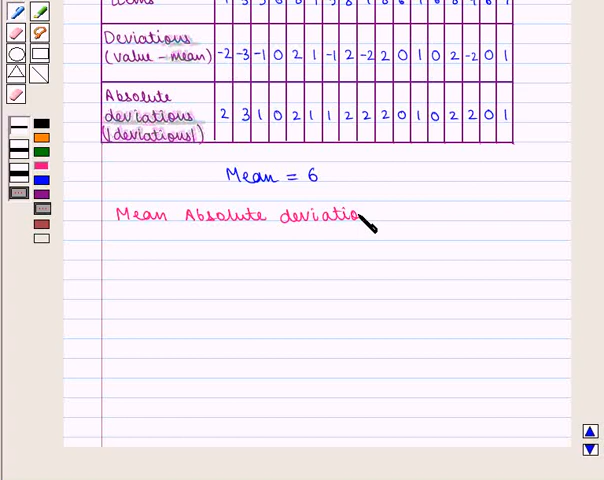 Deviations -2 -3 -1 0 2 1 -1 2 -2 2 0 1 0 2 -2 0 1
(value - mean)
Absolute
deviations 2 3 1 0 2 1 1 2 2 2 0 1 0 2 2 0 1
(|deviations|)
Mean = 6
Mean Absolute deviatio